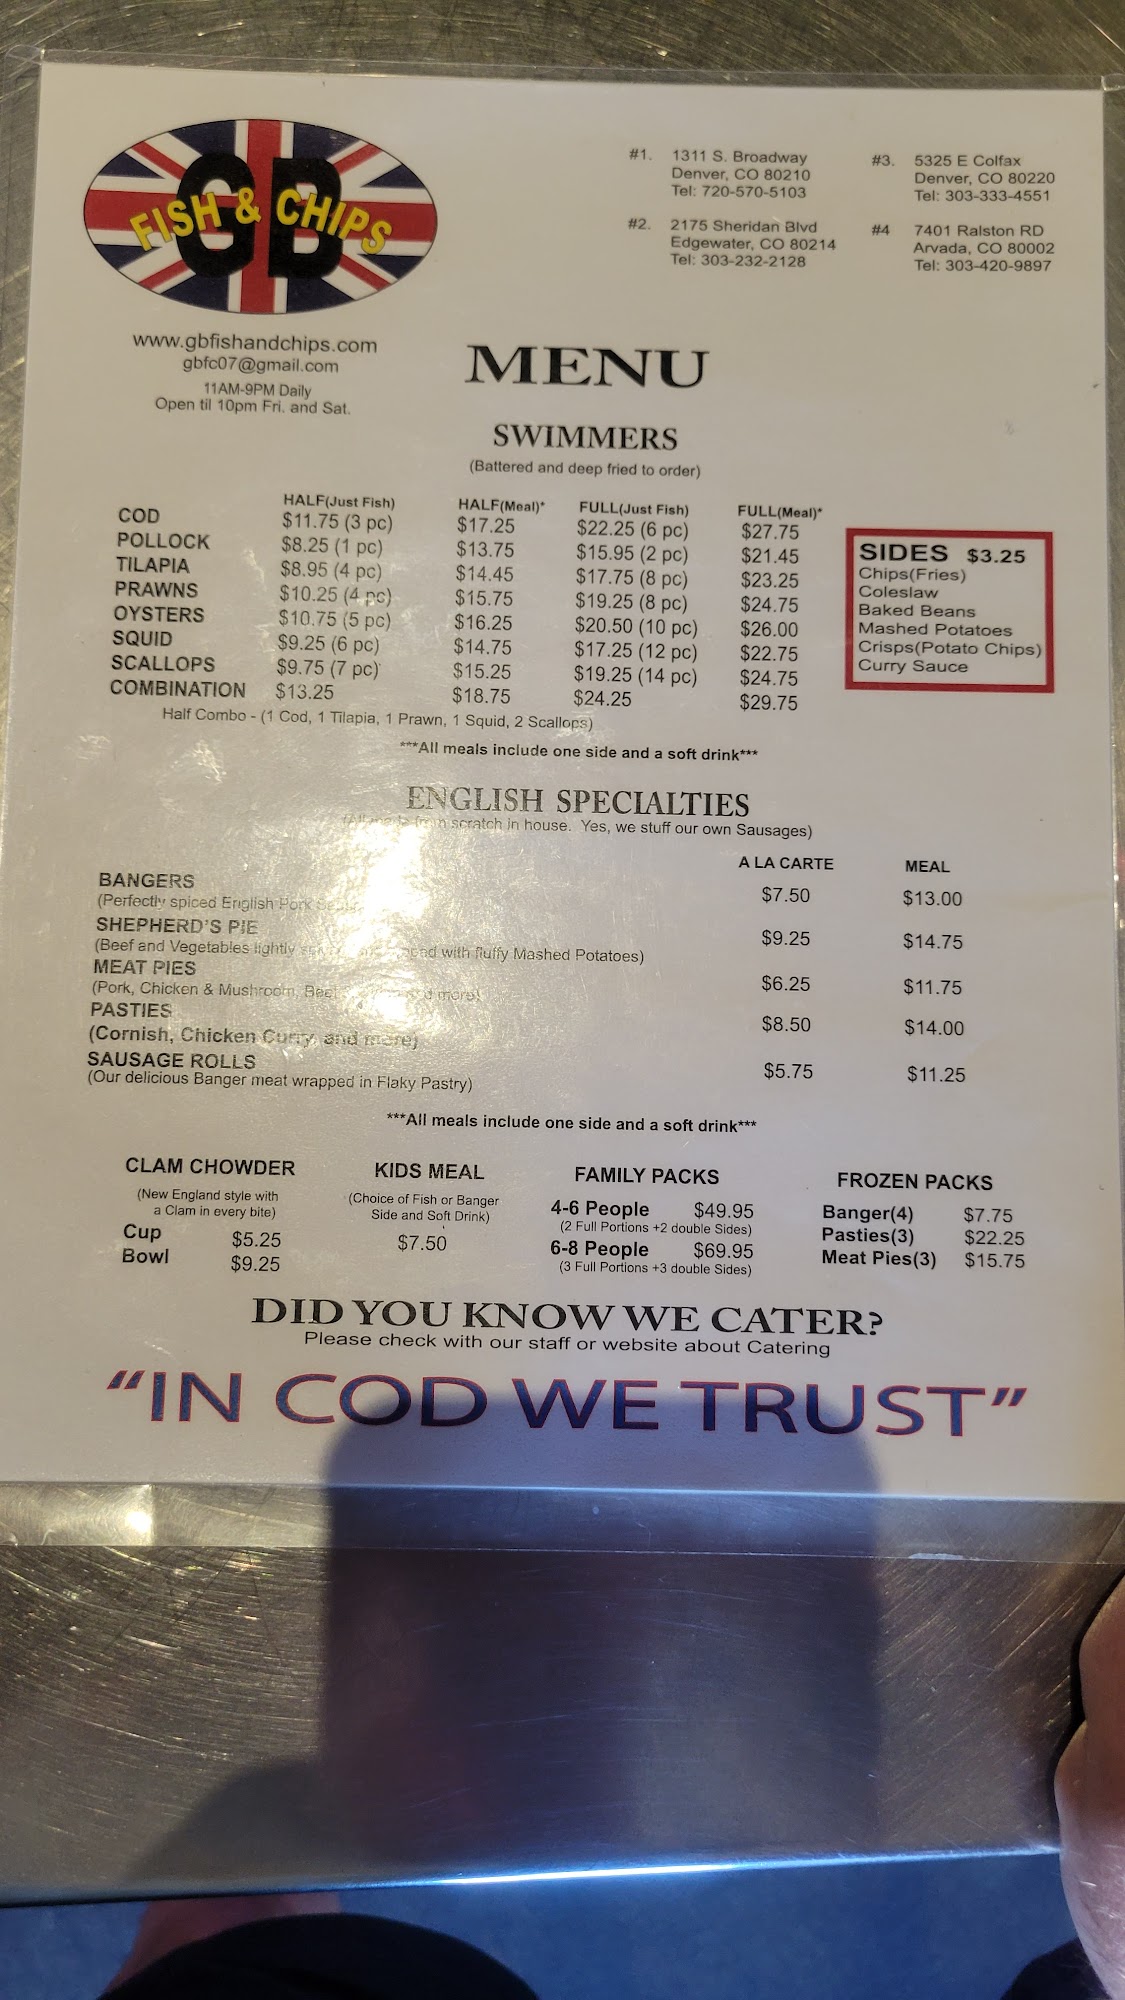 GB
FISH & CHIPS
#1. 1311 S. Broadway
Denver, CO 80210
Tel: 720-570-5103
#2. 2175 Sheridan Blvd
Edgewater, CO 80214
Tel: 303-232-2128
#3. 5325 E Colfax
Denver, CO 80220
Tel: 303-333-4551
#4 7401 Ralston RD
Arvada, CO 80002
Tel: 303-420-9897
www.gbfishandchips.com
gbfc07@gmail.com
11AM-9PM Daily
Open til 10pm Fri. and Sat.
MENU
SWIMMERS
(Battered and deep fried to order)
HALF(Just Fish) HALF(Meal)* FULL(Just Fish) FULL(Meal)*
COD $11.75 (3 pc) $17.25 $22.25 (6 pc) $27.75
POLLOCK $8.25 (1 pc) $13.75 $15.95 (2 pc) $21.45
TILAPIA $8.95 (4 pc) $14.45 $17.75 (8 pc) $23.25
PRAWNS $10.25 (4 pc) $15.75 $19.25 (8 pc) $24.75
OYSTERS $10.75 (5 pc) $16.25 $20.50 (10 pc) $26.00
SQUID $9.25 (6 pc) $14.75 $17.25 (12 pc) $22.75
SCALLOPS $9.75 (7 pc) $15.25 $19.25 (14 pc) $24.75
COMBINATION $13.25 $18.75 $24.25 $29.75
Half Combo - (1 Cod, 1 Tilapia, 1 Prawn, 1 Squid, 2 Scallops)
SIDES $3.25
Chips(Fries)
Coleslaw
Baked Beans
Mashed Potatoes
Crisps(Potato Chips)
Curry Sauce
***All meals include one side and a soft drink***
ENGLISH SPECIALTIES
from scratch in house. Yes, we stuff our own Sausages)
A LA CARTE MEAL
BANGERS $7.50 $13.00
(Perfectly spiced English Pork
SHEPHERD'S PIE $9.25 $14.75
(Beef and Vegetables lightly with fluffy Mashed Potatoes)
MEAT PIES $6.25 $11.75
(Pork, Chicken & Mushroom, more)
PASTIES $8.50 $14.00
(Cornish, Chicken Curry, and more)
SAUSAGE ROLLS $5.75 $11.25
(Our delicious Banger meat wrapped in Flaky Pastry)
***All meals include one side and a soft drink***
CLAM CHOWDER
(New England style with
a Clam in every bite)
Cup $5.25
Bowl $9.25
KIDS MEAL
(Choice of Fish or Banger
Side and Soft Drink)
$7.50
FAMILY PACKS
4-6 People $49.95
(2 Full Portions +2 double Sides)
6-8 People $69.95
(3 Full Portions +3 double Sides)
FROZEN PACKS
Banger(4) $7.75
Pasties(3) $22.25
Meat Pies(3) $15.75
DID YOU KNOW WE CATER?
Please check with our staff or website about Catering
"IN COD WE TRUST"